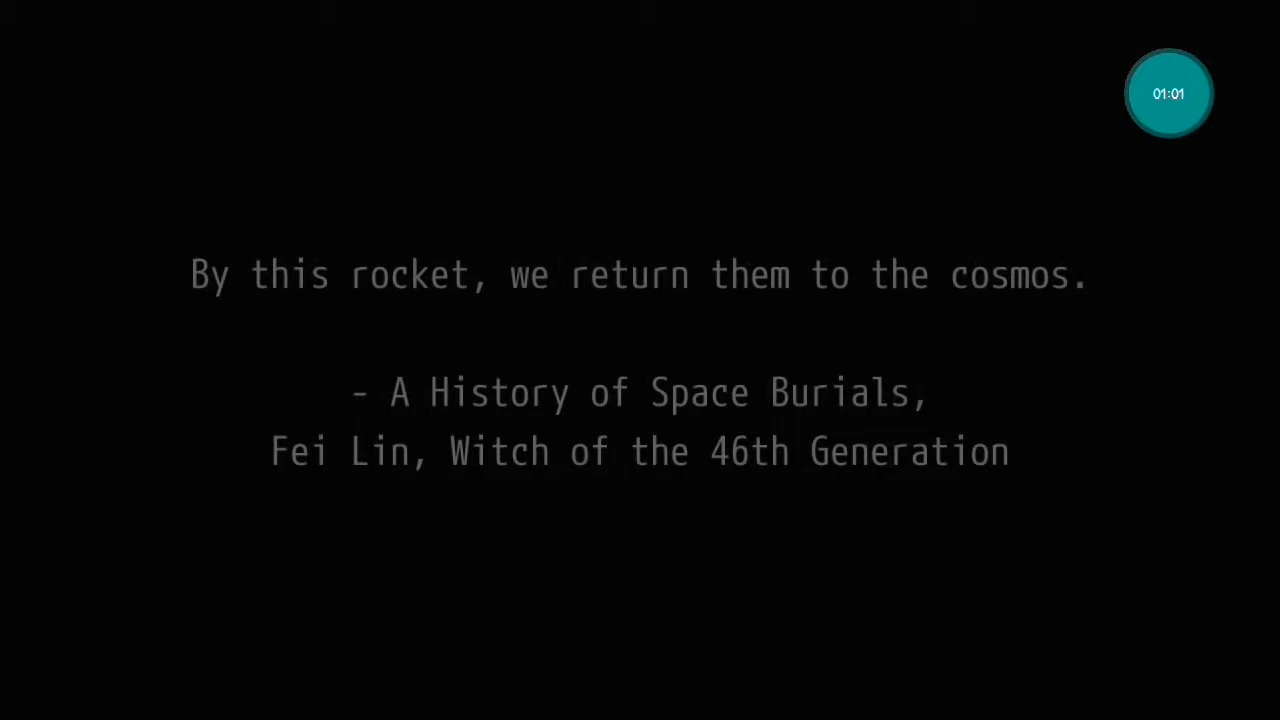 01:01
By this rocket, we return them to the cosmos.
- A History of Space Burials,
Fei Lin, Witch of the 46th Generation